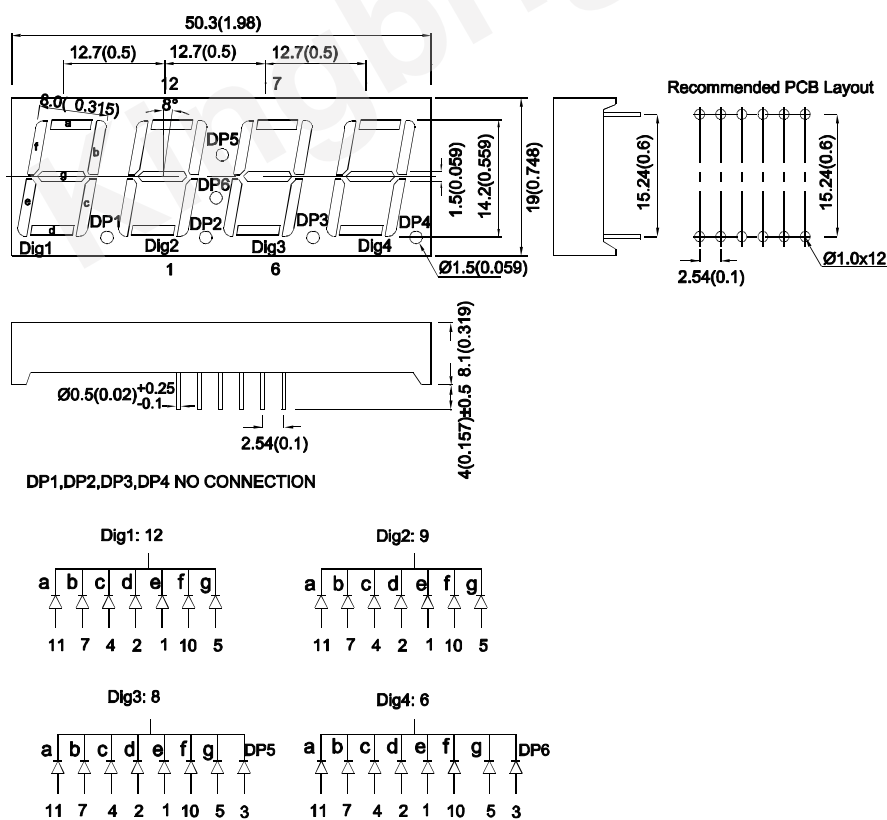 50.3(1.98)
12.7(0.5) 12.7(0.5) 12.7(0.5)
12 7
8.0( 0.315) 8°
Recommended PCB Layout
a
f b
g
e c
d
DP5
DP6
DP1 DP2 DP3 DP4
Dig1 Dig2 Dig3 Dig4
1 6
1.5(0.059)
14.2(0.559)
19(0.748)
Ø1.5(0.059)
15.24(0.6)
15.24(0.6)
2.54(0.1)
Ø1.0x12
Ø0.5(0.02)+0.25
-0.1
2.54(0.1)
8.1(0.319)
4(0.157)±0.5
DP1,DP2,DP3,DP4 NO CONNECTION
Dig1: 12
a b c d e f g
11 7 4 2 1 10 5
Dig2: 9
a b c d e f g
11 7 4 2 1 10 5
Dig3: 8
a b c d e f g DP5
11 7 4 2 1 10 5 3
Dig4: 6
a b c d e f g DP6
11 7 4 2 1 10 5 3